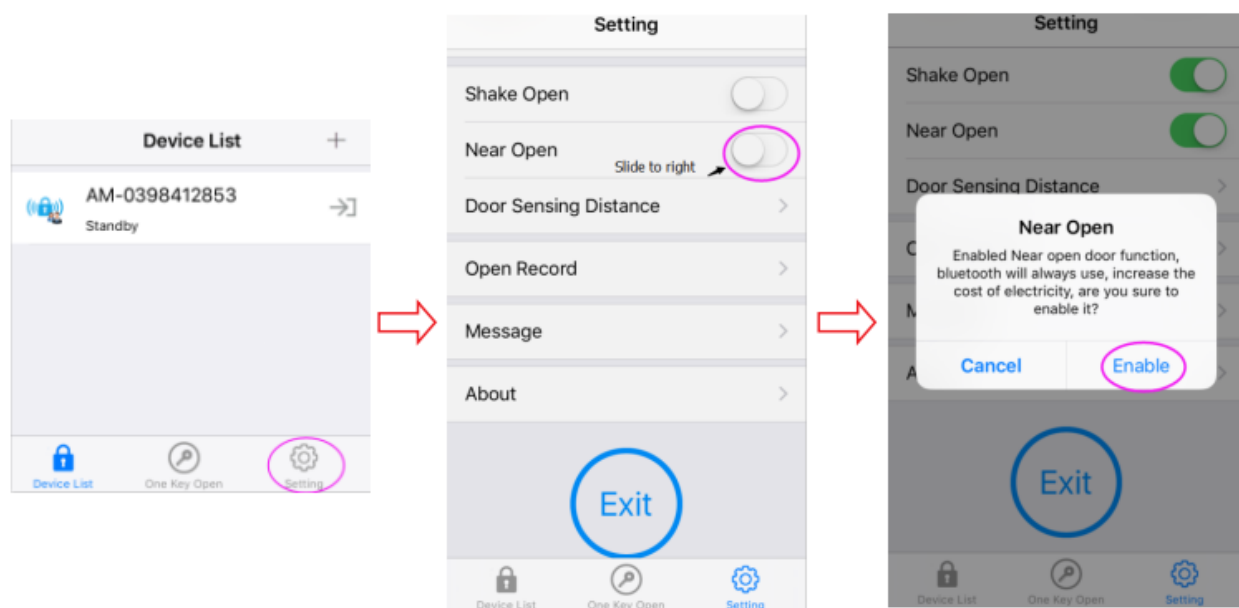 Device List
+
AM-0398412853
Standby
Device List
One Key Open
Setting
Setting
Shake Open
Near Open
Slide to right
Door Sensing Distance
Open Record
Message
About
Exit
Device List
One Key Open
Setting
Setting
Shake Open
Near Open
Door Sensing Distance
Near Open
Enabled Near open door function,
bluetooth will always use, increase the
cost of electricity, are you sure to
enable it?
Cancel
Enable
Exit
Device List
One Key Open
Setting